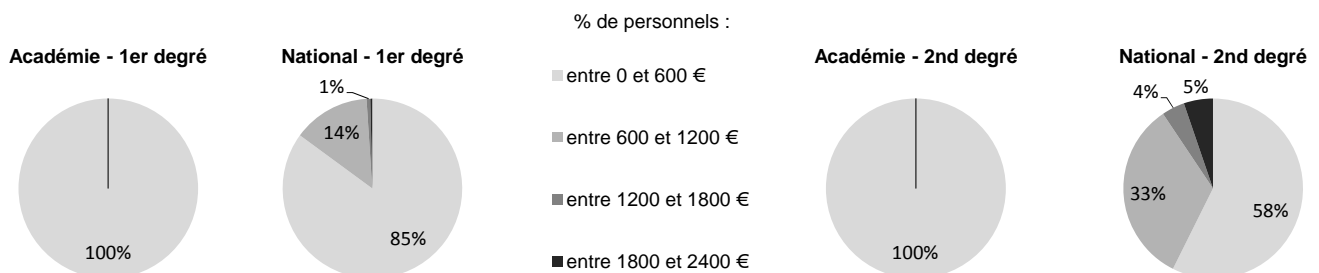 % de personnels :
Académie - 1er degré
100%
National - 1er degré
1%
14%
85%
entre 0 et 600 €
entre 600 et 1200 €
entre 1200 et 1800 €
entre 1800 et 2400 €
Académie - 2nd degré
100%
National - 2nd degré
4%
5%
33%
58%